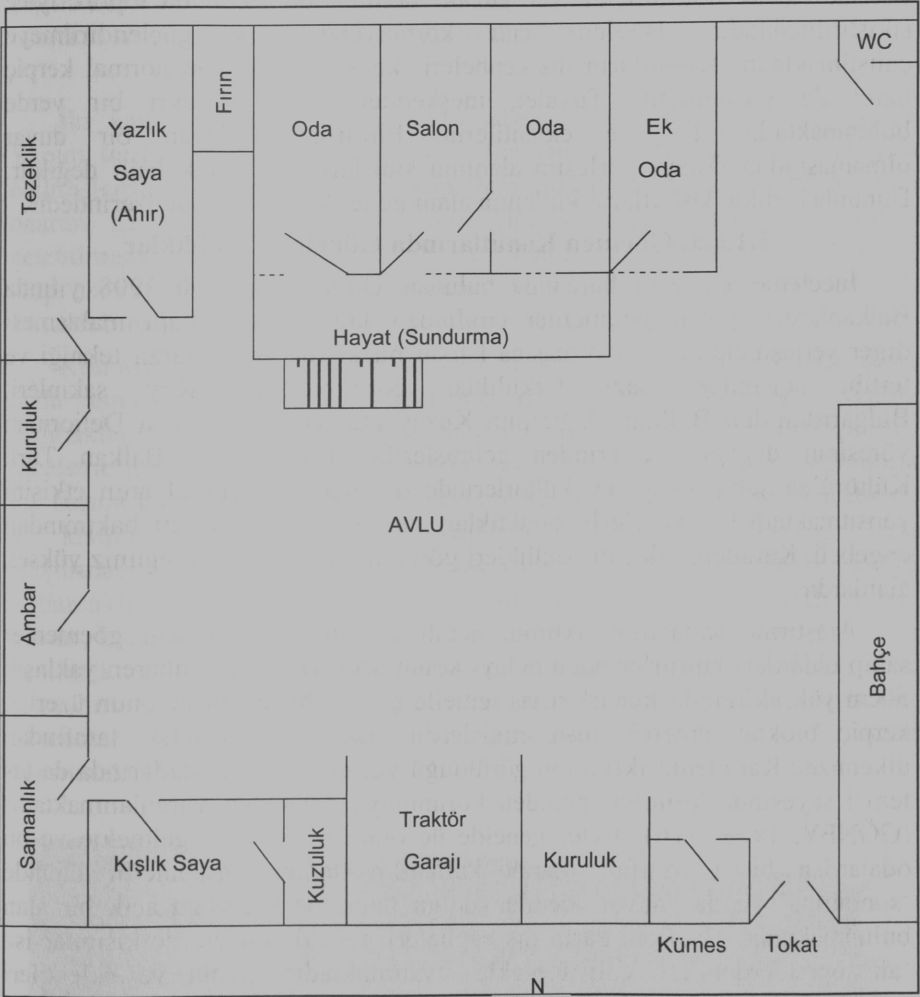 WC
Fırın
Yazlık
Saya
(Ahır)
Oda
Salon
Oda
Ek
Oda
Tezeklik
Hayat (Sundurma)
Kuruluk
AVLU
Ambar
Bahçe
Samanlık
Kışlık Saya
Kuzuluk
Traktör
Garajı
Kuruluk
Kümes
Tokat
N